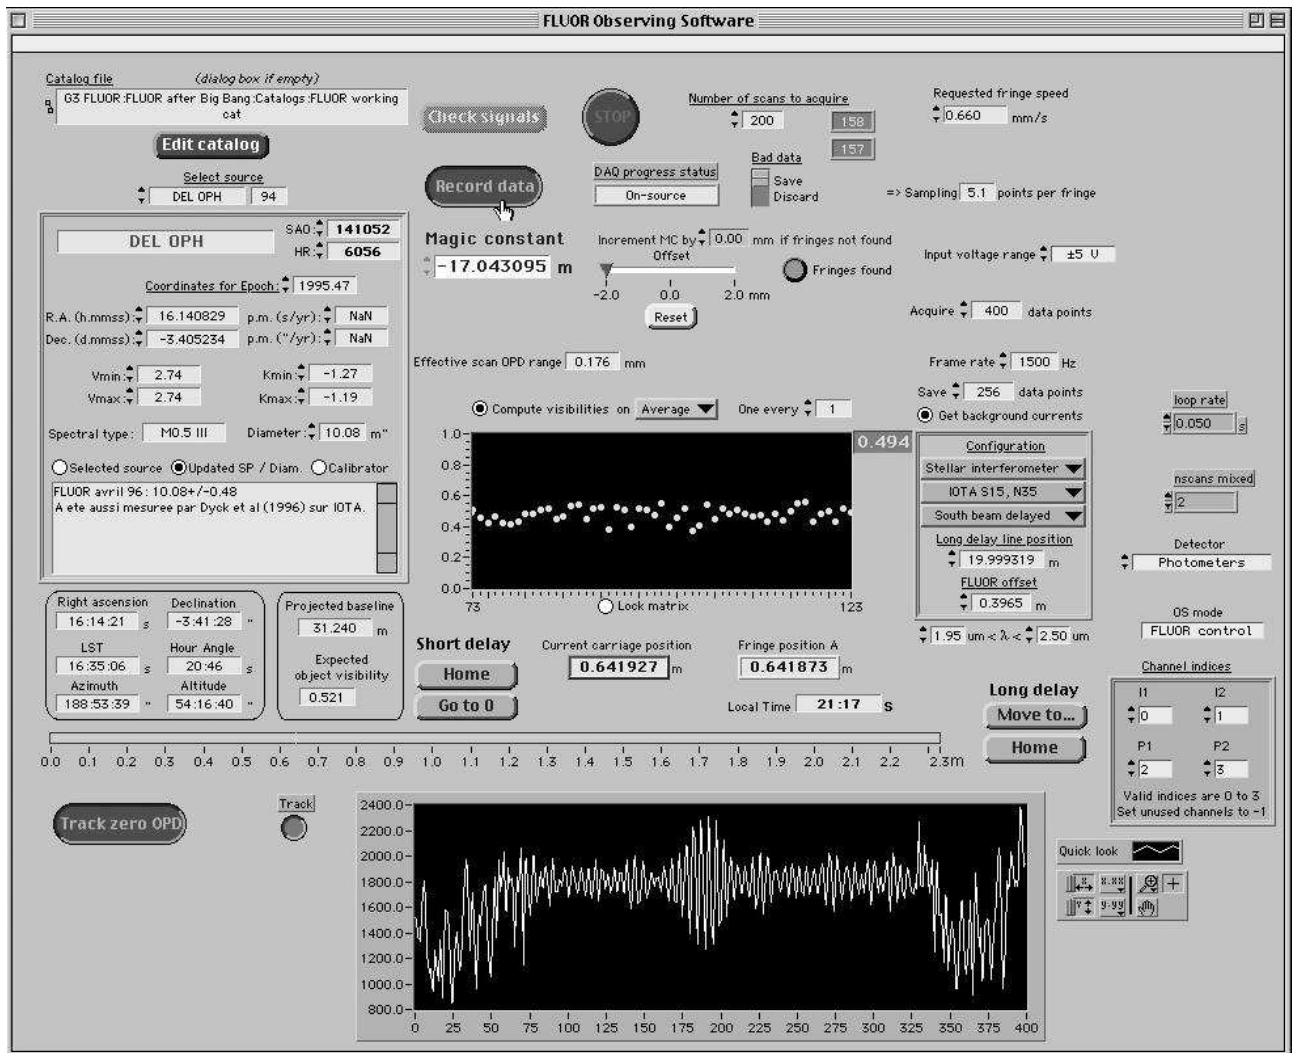 FLUOR Observing Software
Catalog file (dialog box if empty)
G3 FLUOR:FLUOR after Big Bang:Catalogs:FLUOR working
cat
Edit catalog
Select source
DEL OPH 94
DEL OPH
SAO: 141052
HR: 6056
Coordinates for Epoch: 1995.47
R.A. (h.mmss): 16.140829 p.m. (s/yr): NaN
Dec. (d.mmss): -3.405234 p.m. ("/yr): NaN
Vmin: 2.74 Kmin: -1.27
Vmax: 2.74 Kmax: -1.19
Spectral type: M0.5 III Diameter: 10.08 m"
Selected source Updated SP / Diam. Calibrator
FLUOR avril 96 : 10.08+/-0.48
A ete aussi mesuree par Dyck et al (1996) sur IOTA.
Check signals
STOP
Number of scans to acquire
200
158
157
Record data
DAQ progress status
On-source
Bad data
Save
Discard
Requested fringe speed
0.660 mm/s
=> Sampling 5.1 points per fringe
Magic constant
-17.043095 m
Increment MC by 0.00 mm if fringes not found
Offset
-2.0 0.0 2.0 mm
Reset
Fringes found
Input voltage range ±5 V
Acquire 400 data points
Effective scan OPD range 0.176 mm
Frame rate 1500 Hz
Save 256 data points
Get background currents
Compute visibilities on Average One every 1
0.494
1.0
0.8
0.6
0.4
0.2
0.0
73 123
Lock matrix
Configuration
Stellar interferometer
IOTA S15, N35
South beam delayed
Long delay line position
19.999319 m
FLUOR offset
0.3965 m
1.95 um < λ < 2.50 um
loop rate
0.050 s
nscans mixed
2
Detector
Photometers
OS mode
FLUOR control
Channel indices
I1 I2
0 1
P1 P2
2 3
Valid indices are 0 to 3
Set unused channels to -1
Right ascension Declination
16:14:21 s -3:41:28 "
LST Hour Angle
16:35:06 s 20:46 s
Azimuth Altitude
188:53:39 " 54:16:40 "
Projected baseline
31.240 m
Expected
object visibility
0.521
Short delay
Home
Go to 0
Current carriage position
0.641927 m
Fringe position A
0.641873 m
Local Time 21:17 s
Long delay
Move to...
Home
0.0 0.1 0.2 0.3 0.4 0.5 0.6 0.7 0.8 0.9 1.0 1.1 1.2 1.3 1.4 1.5 1.6 1.7 1.8 1.9 2.0 2.1 2.2 2.3m
Track zero OPD
Track
2400.0
2200.0
2000.0
1800.0
1600.0
1400.0
1200.0
1000.0
800.0
0 25 50 75 100 125 150 175 200 225 250 275 300 325 350 375 400
Quick look
X X.XX
Y Y.YY